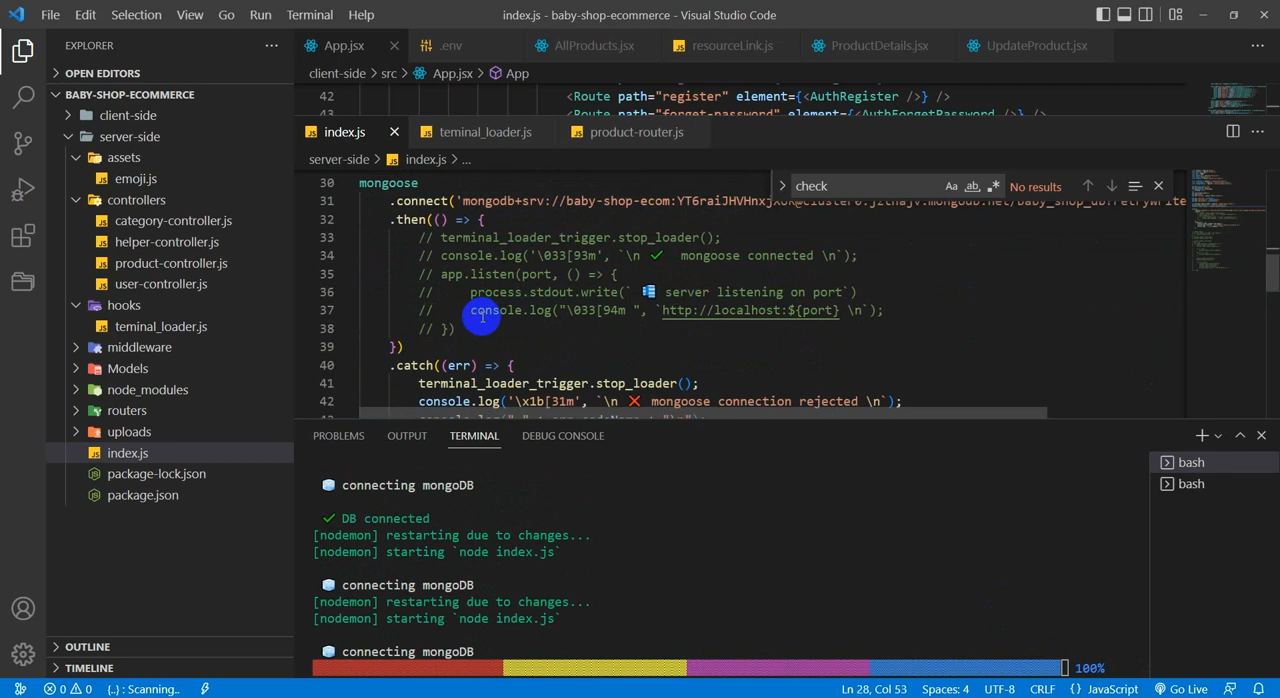 File Edit Selection View Go Run Terminal Help
index.js - baby-shop-ecommerce - Visual Studio Code
EXPLORER
OPEN EDITORS
BABY-SHOP-ECOMMERCE
client-side
server-side
assets
emoji.js
controllers
category-controller.js
helper-controller.js
product-controller.js
user-controller.js
hooks
teminal_loader.js
middleware
Models
node_modules
routers
uploads
index.js
package-lock.json
package.json
OUTLINE
TIMELINE
App.jsx .env AllProducts.jsx resourceLink.js ProductDetails.jsx UpdateProduct.jsx
client-side > src > App.jsx > App
42 <Route path="register" element={<AuthRegister />} />
43 <Route path="forget-password" element={<AuthForgetPassword />} />
index.js teminal_loader.js product-router.js
server-side > index.js > ...
check Aa ab No results
30 mongoose
31 .connect('mongodb+srv://baby-shop-ecom:
32 .then(() => {
33 // terminal_loader_trigger.stop_loader();
34 // console.log('\033[93m', `\n ✔ mongoose connected \n`);
35 // app.listen(port, () => {
36 // process.stdout.write(` server listening on port`)
37 // console.log("\033[94m ", `http://localhost:${port} \n`);
38 // })
39 })
40 .catch((err) => {
41 terminal_loader_trigger.stop_loader();
42 console.log('\x1b[31m', `\n ❌ mongoose connection rejected \n`);
PROBLEMS OUTPUT TERMINAL DEBUG CONSOLE
connecting mongoDB
✔ DB connected
[nodemon] restarting due to changes...
[nodemon] starting `node index.js`
connecting mongoDB
[nodemon] restarting due to changes...
[nodemon] starting `node index.js`
connecting mongoDB
100%
bash
bash
0 0 {..} : Scanning.. Ln 28, Col 53 Spaces: 4 UTF-8 CRLF {} JavaScript Go Live